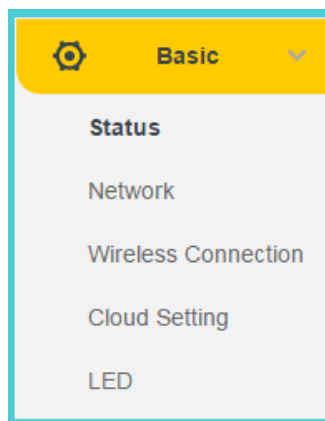 Basic
Status
Network
Wireless Connection
Cloud Setting
LED